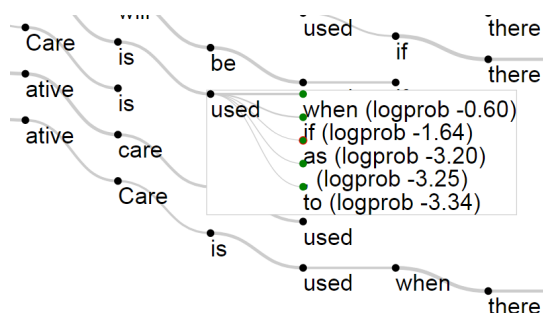 will
used
there
Care
is
be
if
there
ative
is
used
when (logprob -0.60)
if (logprob -1.64)
ative
care
as (logprob -3.20)
(logprob -3.25)
Care
to (logprob -3.34)
is
used
used
when
there